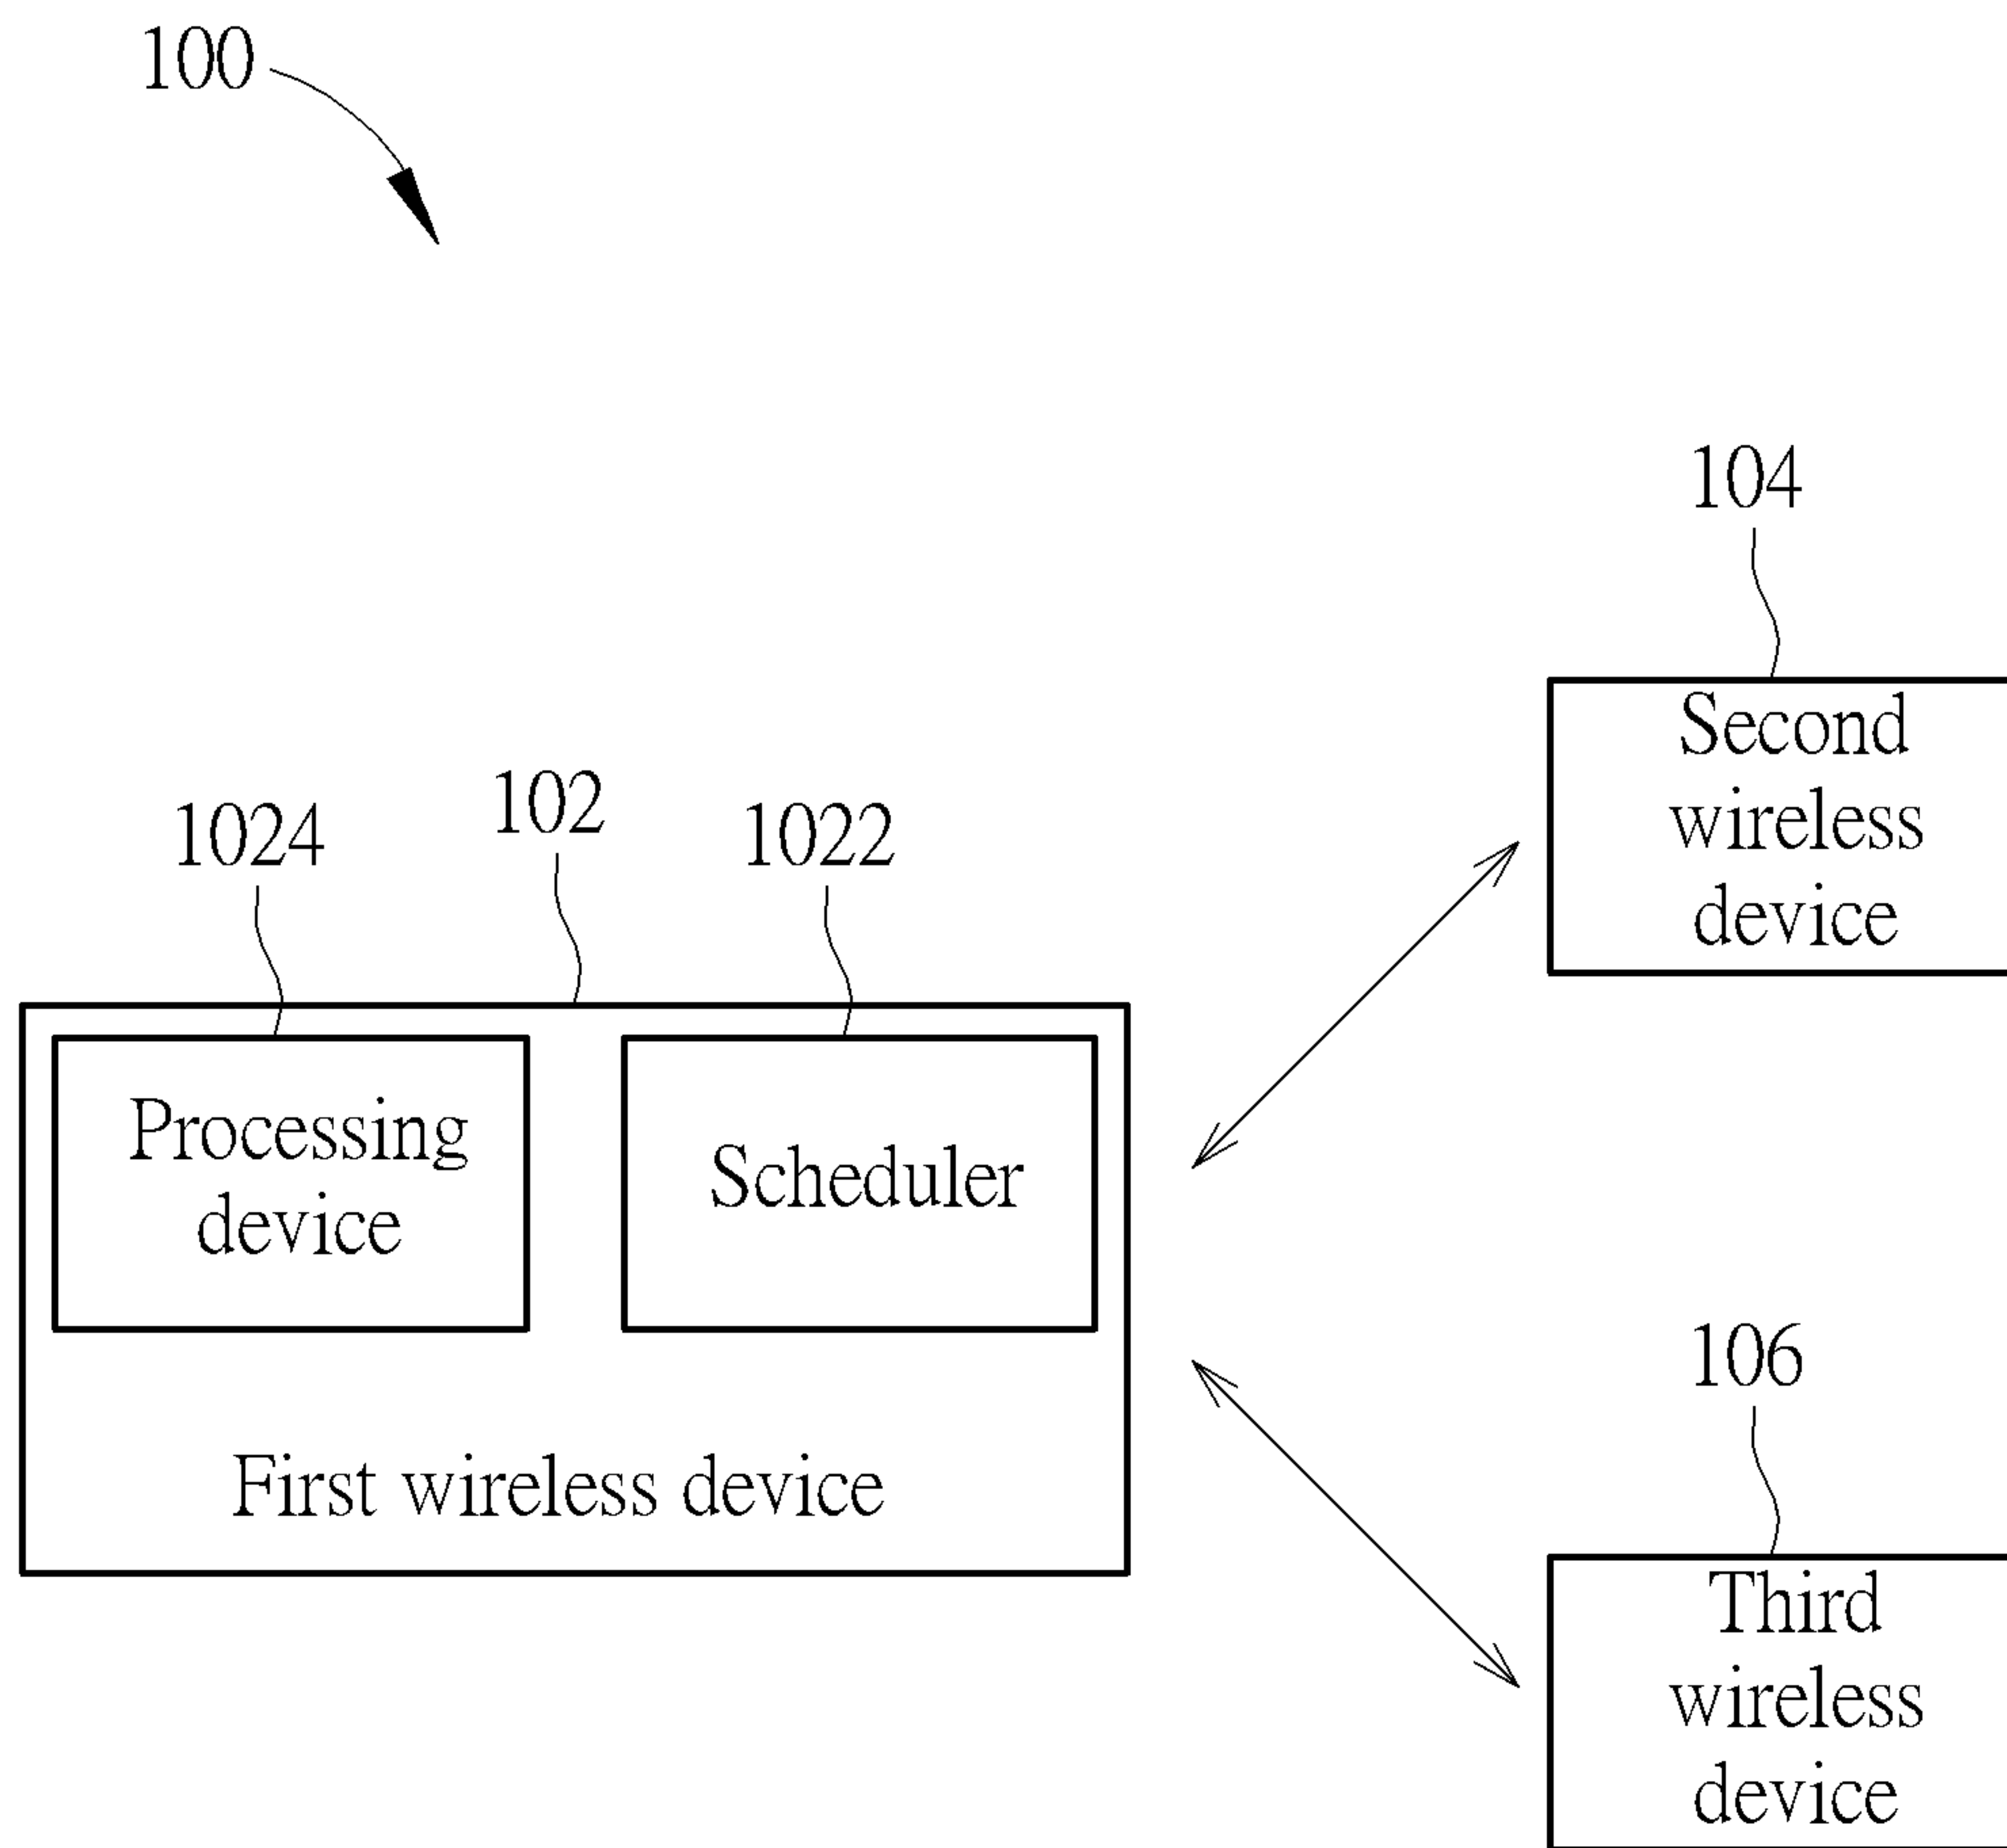 100
104
Second
wireless
device
102
1024
1022
Processing
device
Scheduler
First wireless device
106
Third
wireless
device